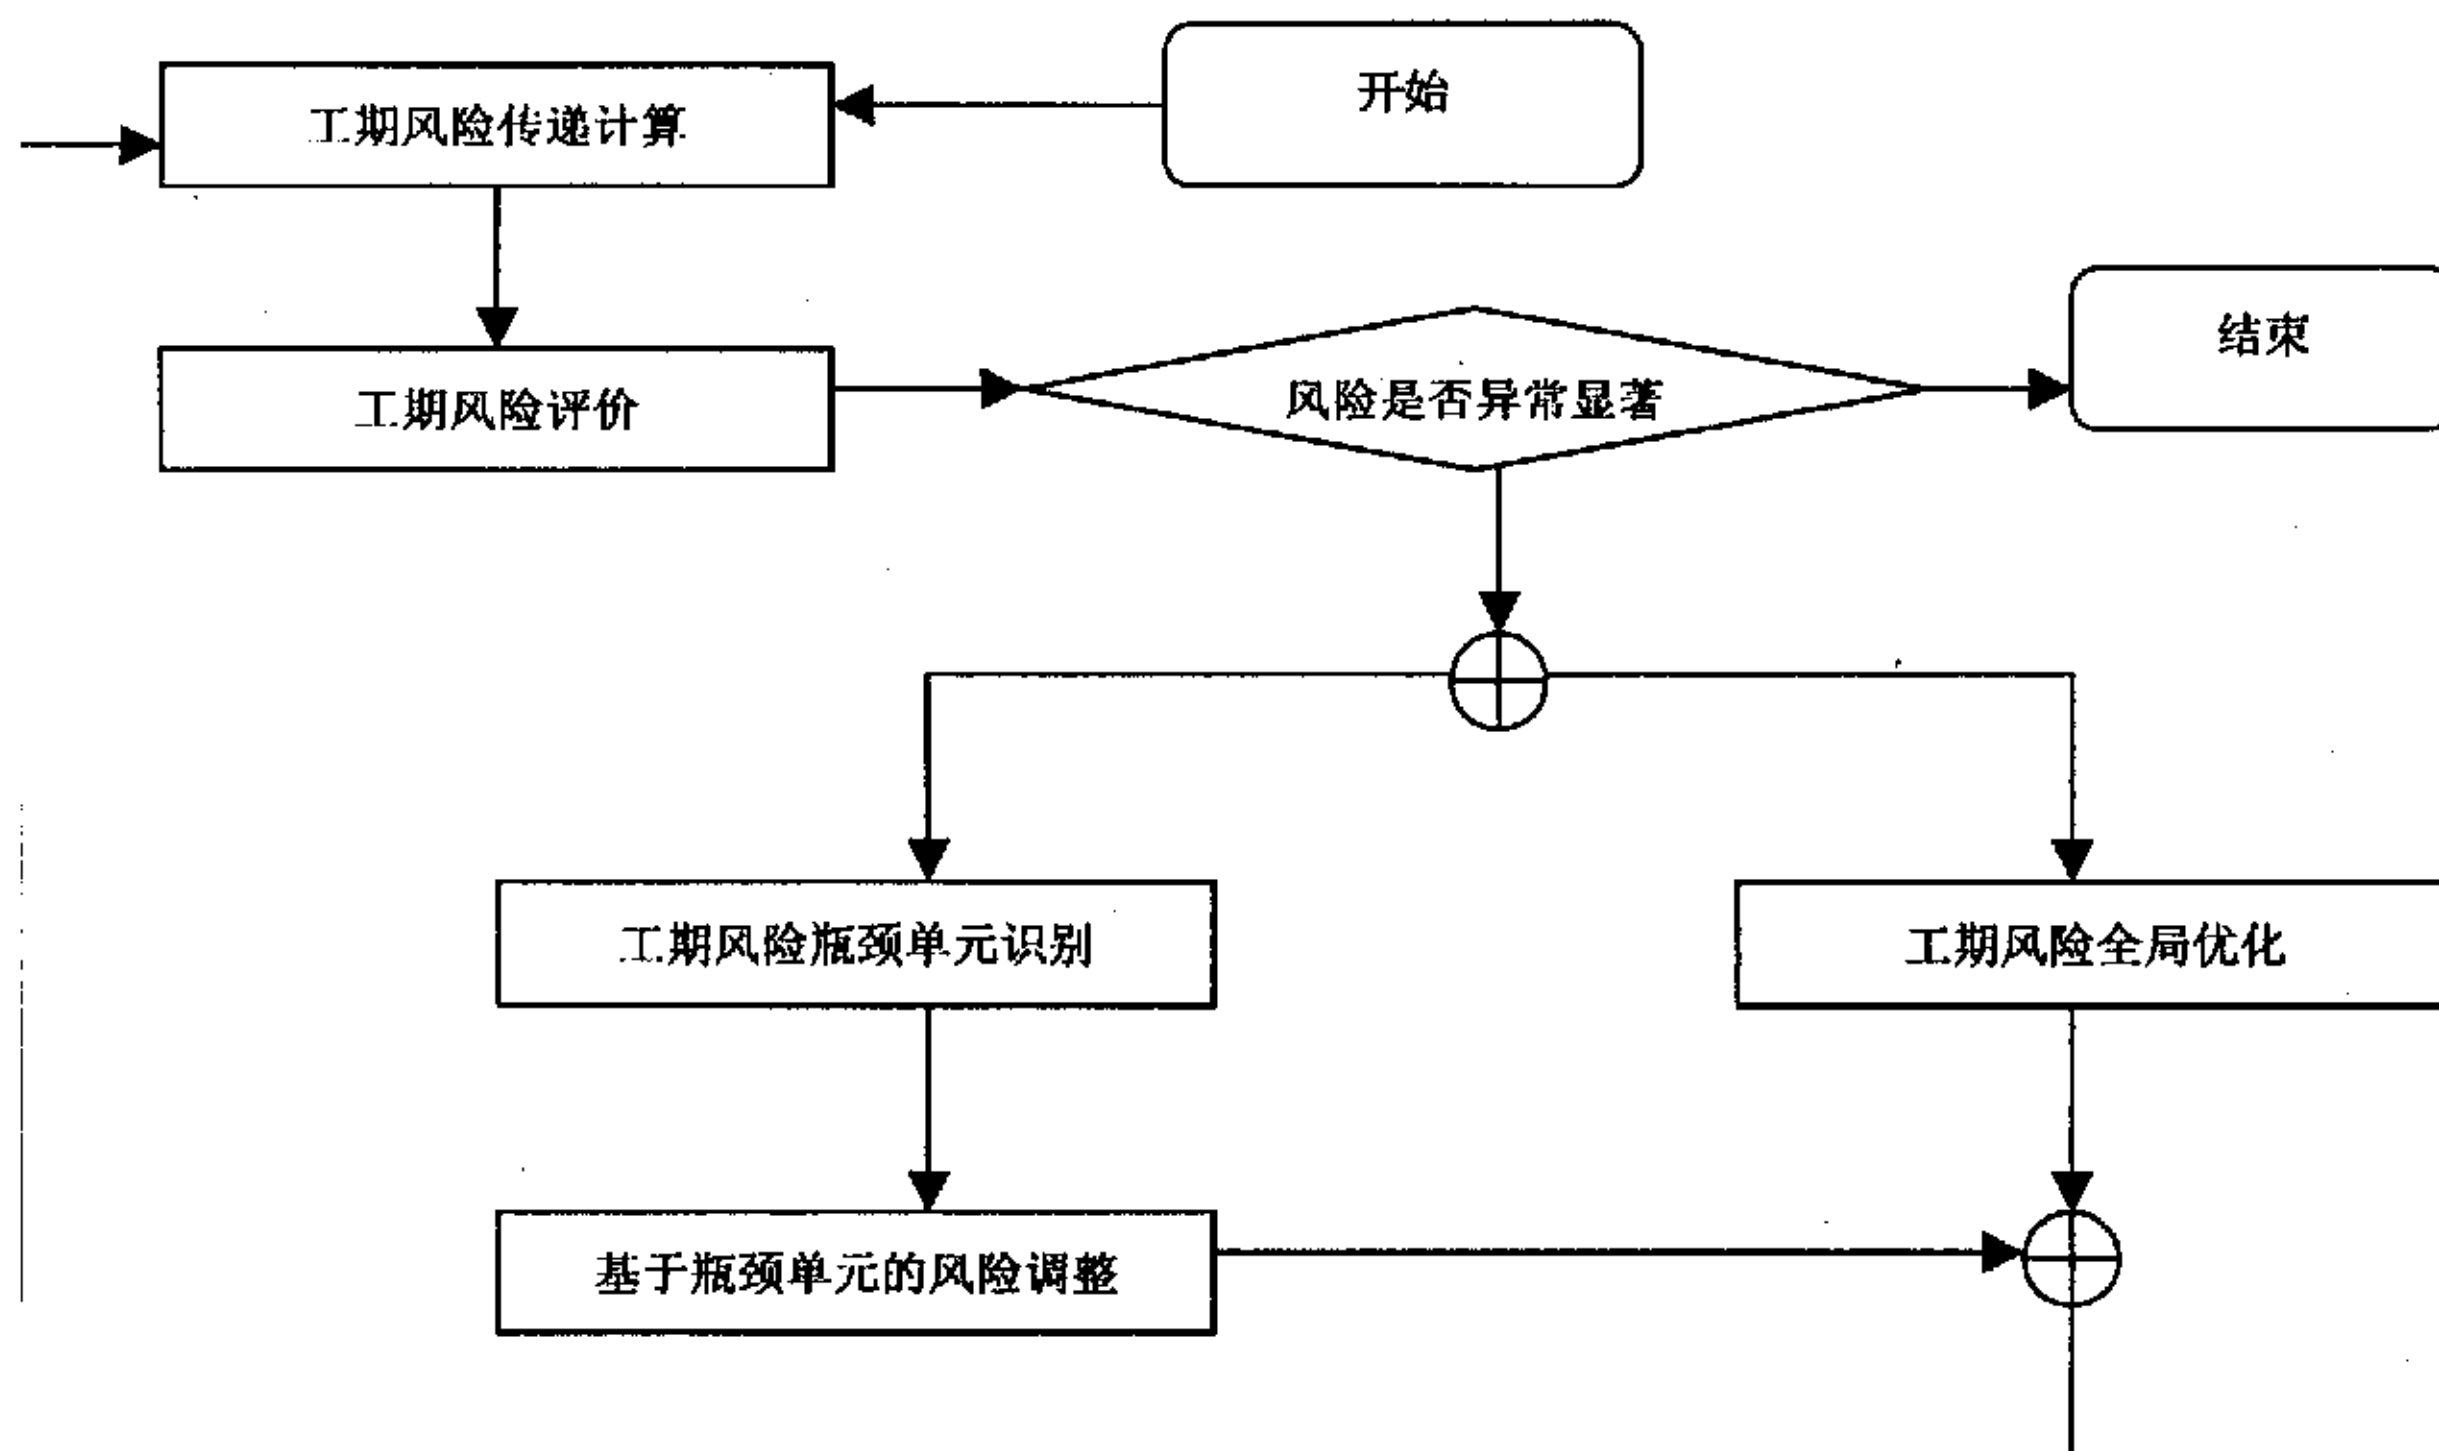 开始
工期风险传递计算
结束
工期风险评价
风险是否异常显著
工期风险瓶颈单元识别
工期风险全局优化
基于瓶颈单元的风险调整